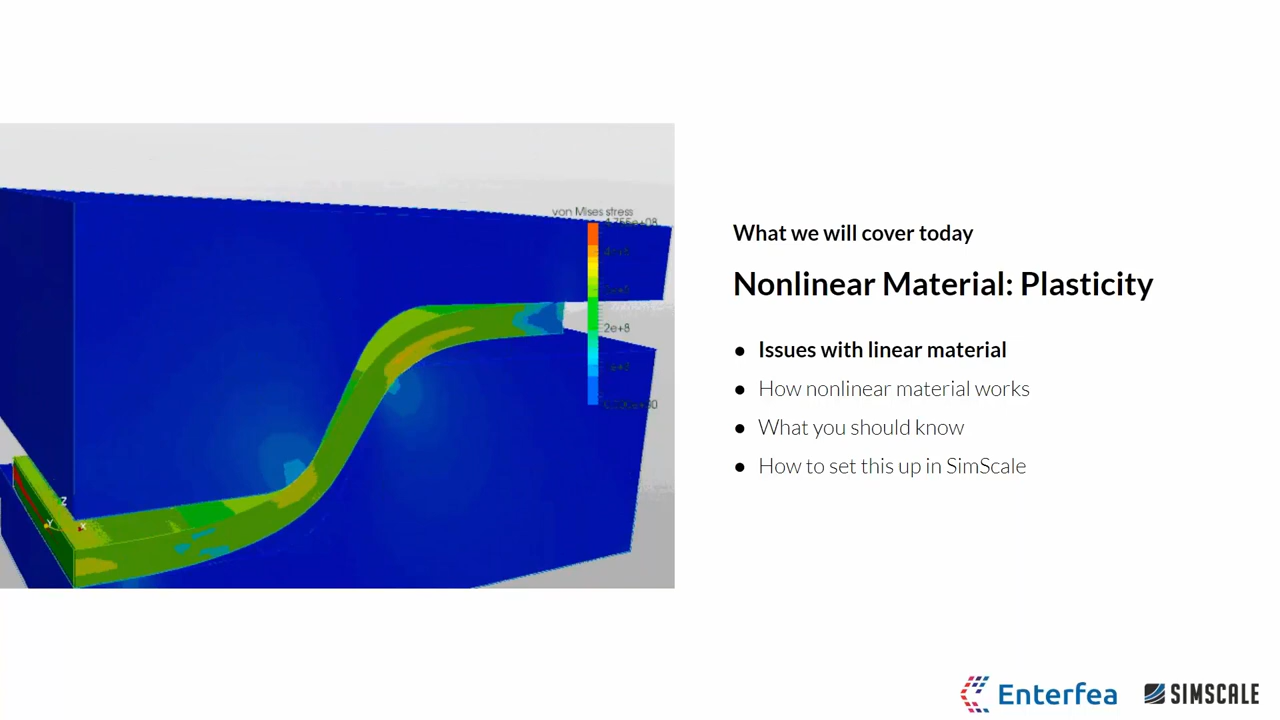 von Mises stress
2e+8
Z
Y
X
What we will cover today
Nonlinear Material: Plasticity
● Issues with linear material
● How nonlinear material works
● What you should know
● How to set this up in SimScale
Enterfea
SIMSCALE